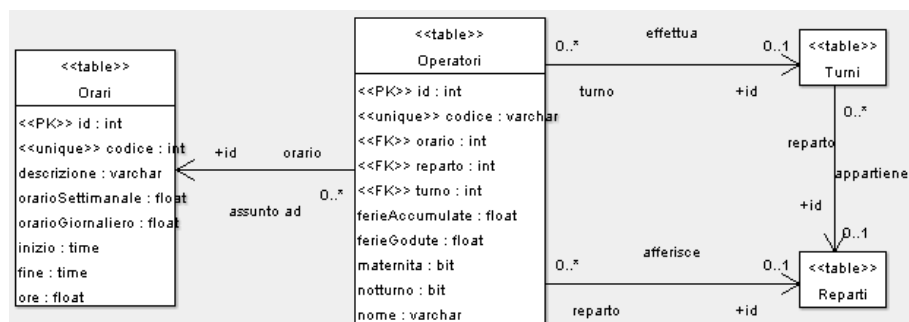 <<table>>
Orari
<<PK>> id : int
<<unique>> codice : int
descrizione : varchar
orarioSettimanale : float
orarioGiornaliero : float
inizio : time
fine : time
ore : float
+id
orario
assunto ad
0..*
<<table>>
Operatori
<<PK>> id : int
<<unique>> codice : varchar
<<FK>> orario : int
<<FK>> reparto : int
<<FK>> turno : int
ferieAccumulate : float
ferieGodute : float
maternita : bit
notturno : bit
nome : varchar
0..*
effettua
0..1
turno
+id
<<table>>
Turni
0..*
reparto
appartiene
+id
0..1
0..*
afferisce
0..1
reparto
+id
<<table>>
Reparti